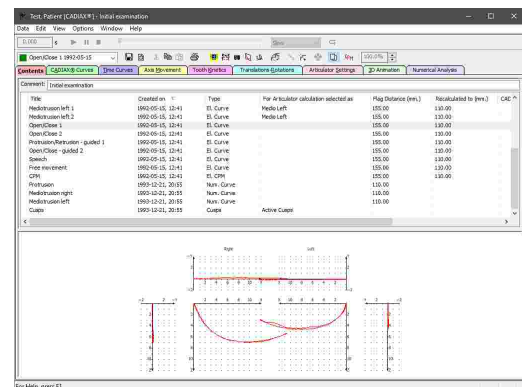 Test, Patient [CADIAX®] - Initial examination
Data Edit View Options Window Help
0.000 s Slow
Open/Close 1 1992-05-15 100.0%
Contents CADIAX® Curves Time Curves Axis Movement Tooth Kinetics Translations-Rotations Articulator Settings 3D Animation Numerical Analysis
Comment: Initial examination
Title Created on Type For Articulator calculation selected as Flag Distance (mm.) Recalculated to (mm.) CAD
Mediotrusion left 1 1992-05-15, 12:41 El. Curve Medio Left 155.00 110.00
Mediotrusion left 2 1992-05-15, 12:41 El. Curve Medio Left 155.00 110.00
Open/Close 1 1992-05-15, 12:41 El. Curve 155.00 110.00
Open/Close 2 1992-05-15, 12:41 El. Curve 155.00 110.00
Protrusion/Retrusion - guided 1 1992-05-15, 12:41 El. Curve 155.00 110.00
Open/Close - guided 2 1992-05-15, 12:41 El. Curve 155.00 110.00
Speech 1992-05-15, 12:41 El. Curve 155.00 110.00
Free movement 1992-05-15, 12:41 El. Curve 155.00 110.00
CPM 1992-05-15, 12:41 El. CPM 155.00 110.00
Protrusion 1993-12-21, 20:55 Num. Curve 110.00
Mediotrusion right 1993-12-21, 20:55 Num. Curve 110.00
Mediotrusion left 1993-12-21, 20:55 Num. Curve 110.00
Cusps 1993-12-21, 20:55 Cusps Active Cusps
Right Left
For Help, press F1